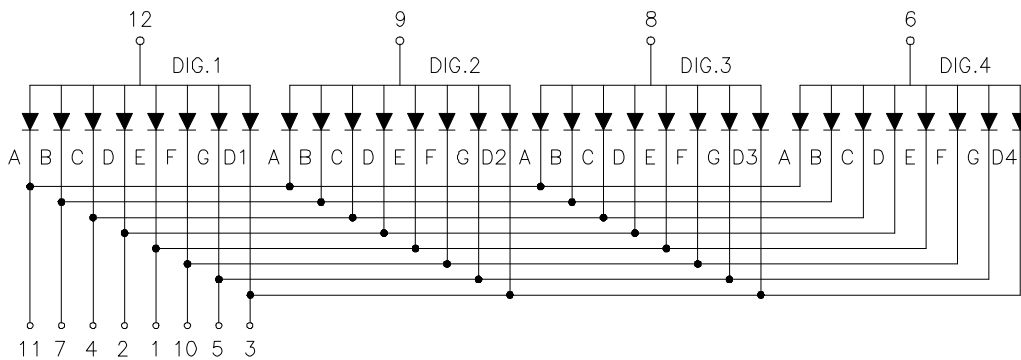 12 9 8 6
DIG.1 DIG.2 DIG.3 DIG.4
A B C D E F G D1 A B C D E F G D2 A B C D E F G D3 A B C D E F G D4
11 7 4 2 1 10 5 3